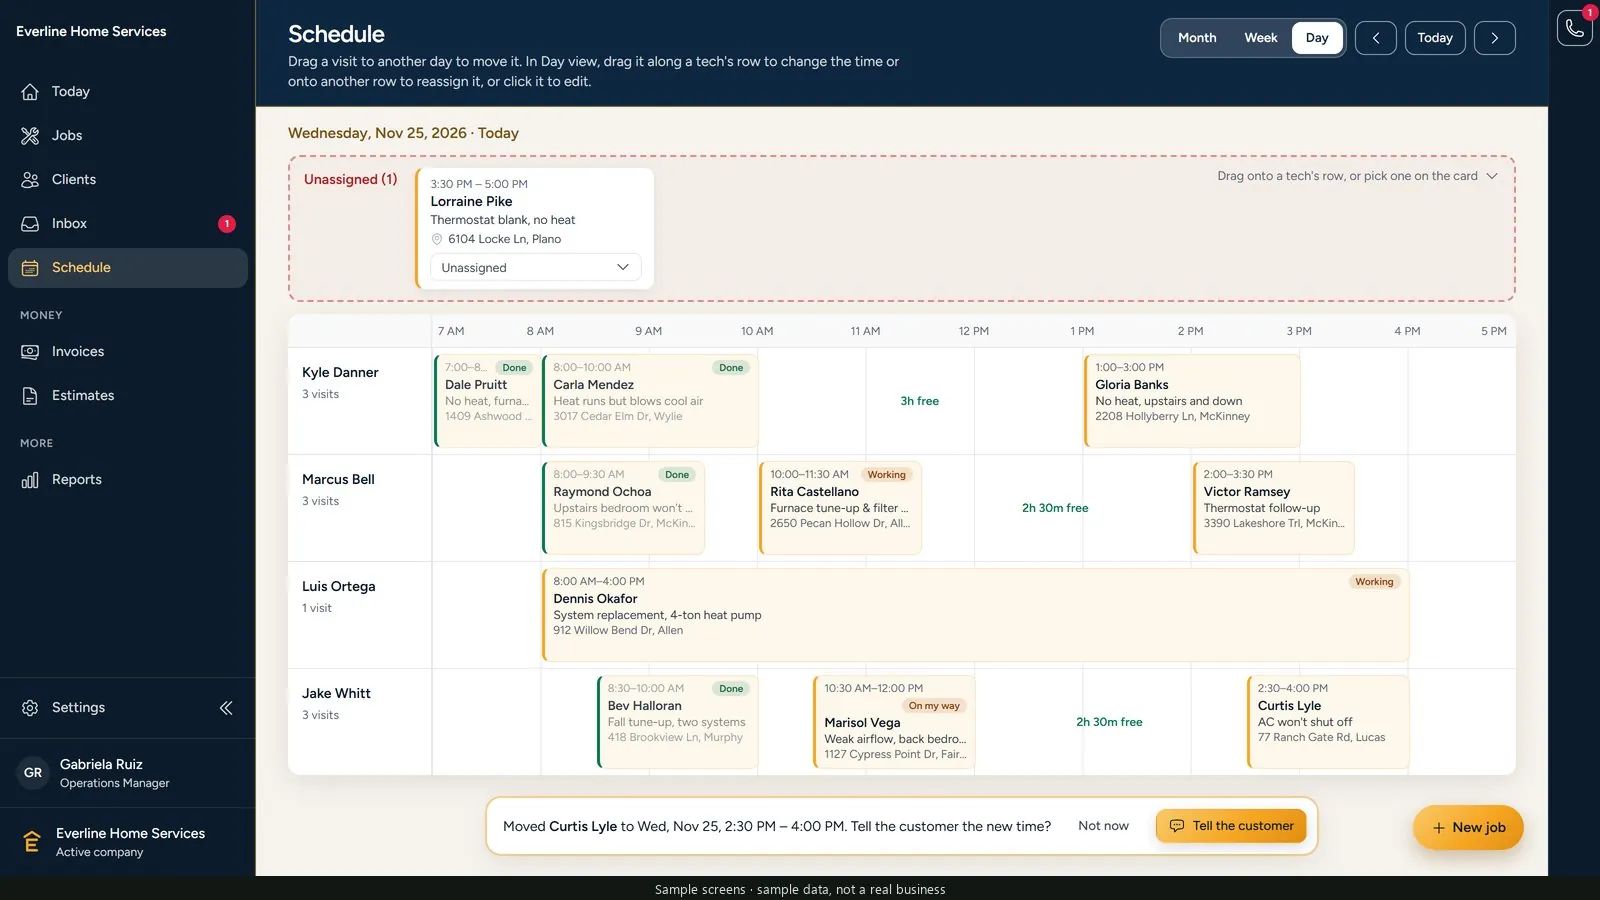 Everline Home Services
Today
Jobs
Clients
Inbox
1
Schedule
MONEY
Invoices
Estimates
MORE
Reports
Settings
GR
Gabriela Ruiz
Operations Manager
Everline Home Services
Active company
Schedule
Drag a visit to another day to move it. In Day view, drag it along a tech's row to change the time or
onto another row to reassign it, or click it to edit.
Month
Week
Day
Today
1
Wednesday, Nov 25, 2026 · Today
Unassigned (1)
3:30 PM – 5:00 PM
Lorraine Pike
Thermostat blank, no heat
6104 Locke Ln, Plano
Unassigned
Drag onto a tech's row, or pick one on the card
7 AM
8 AM
9 AM
10 AM
11 AM
12 PM
1 PM
2 PM
3 PM
4 PM
5 PM
Kyle Danner
3 visits
7:00–8...
Done
Dale Pruitt
No heat, furna...
1409 Ashwood ...
8:00–10:00 AM
Done
Carla Mendez
Heat runs but blows cool air
3017 Cedar Elm Dr, Wylie
3h free
1:00–3:00 PM
Gloria Banks
No heat, upstairs and down
2208 Hollyberry Ln, McKinney
Marcus Bell
3 visits
8:00–9:30 AM
Done
Raymond Ochoa
Upstairs bedroom won't ...
815 Kingsbridge Dr, McKin...
10:00–11:30 AM
Working
Rita Castellano
Furnace tune-up & filter ...
2650 Pecan Hollow Dr, All...
2h 30m free
2:00–3:30 PM
Victor Ramsey
Thermostat follow-up
3390 Lakeshore Trl, McKin...
Luis Ortega
1 visit
8:00 AM–4:00 PM
Working
Dennis Okafor
System replacement, 4-ton heat pump
912 Willow Bend Dr, Allen
Jake Whitt
3 visits
8:30–10:00 AM
Done
Bev Halloran
Fall tune-up, two systems
418 Brookview Ln, Murphy
10:30 AM–12:00 PM
On my way
Marisol Vega
Weak airflow, back bedro...
1127 Cypress Point Dr, Fair...
2h 30m free
2:30–4:00 PM
Curtis Lyle
AC won't shut off
77 Ranch Gate Rd, Lucas
Moved Curtis Lyle to Wed, Nov 25, 2:30 PM – 4:00 PM. Tell the customer the new time?
Not now
Tell the customer
+ New job
Sample screens · sample data, not a real business